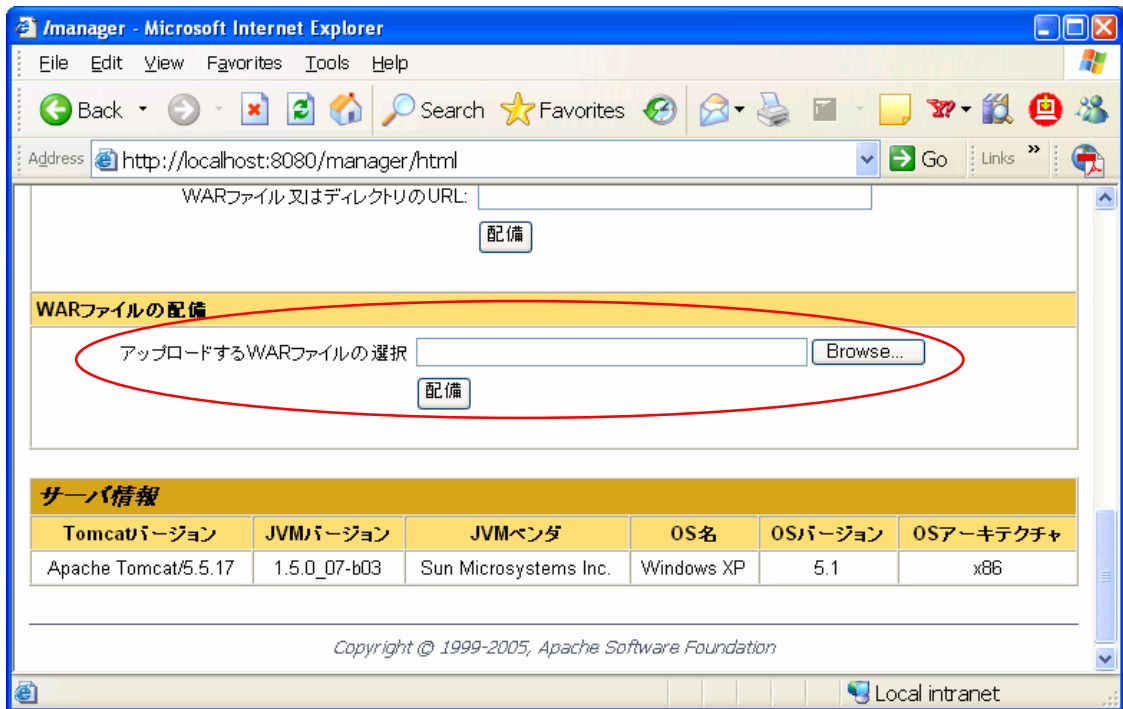 /manager - Microsoft Internet Explorer
File Edit View Favorites Tools Help
Back Search Favorites
Address http://localhost:8080/manager/html Go Links »
WARファイル又はディレクトリのURL:
配備
WARファイルの配備
アップロードするWARファイルの選択 Browse...
配備
サーバ情報
Tomcatバージョン JVMバージョン JVMベンダ OS名 OSバージョン OSアーキテクチャ
Apache Tomcat/5.5.17 1.5.0_07-b03 Sun Microsystems Inc. Windows XP 5.1 x86
Copyright © 1999-2005, Apache Software Foundation
Local intranet